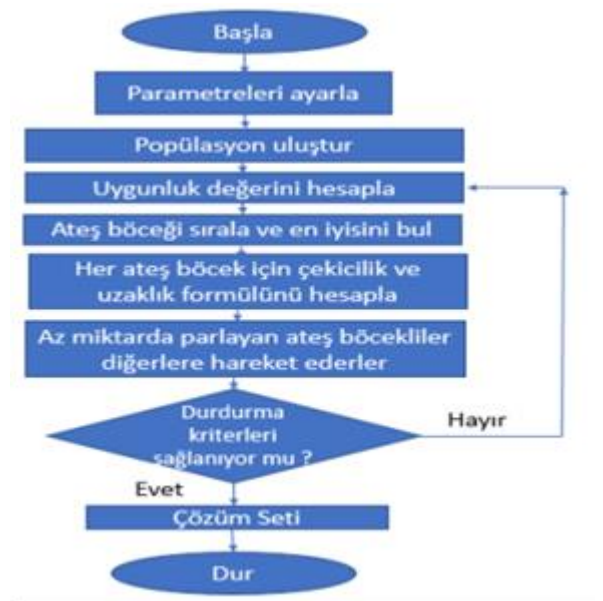 Başla
Parametreleri ayarla
Popülasyon uluştur
Uygunluk değerini hesapla
Ateş böceği sırala ve en iyisini bul
Her ateş böcek için çekicilik ve
uzaklık formülünü hesapla
Az miktarda parlayan ateş böcekliler
diğerlere hareket ederler
Durdurma
kriterleri
sağlanıyor mu ?
Hayır
Evet
Çözüm Seti
Dur